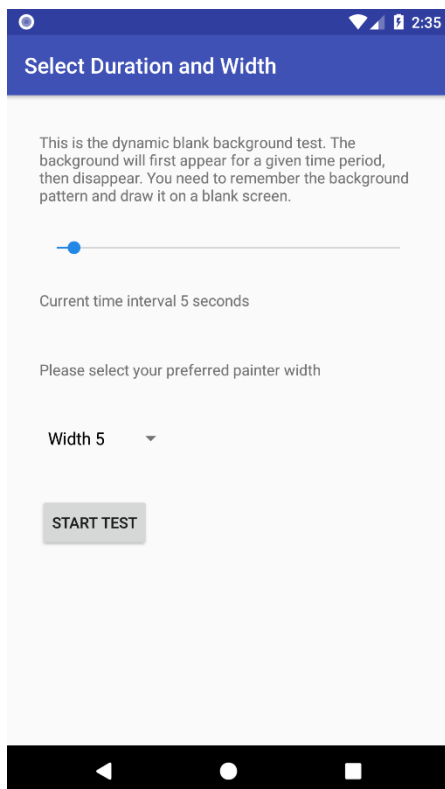 2:35
Select Duration and Width
This is the dynamic blank background test. The
background will first appear for a given time period,
then disappear. You need to remember the background
pattern and draw it on a blank screen.
Current time interval 5 seconds
Please select your preferred painter width
Width 5
START TEST